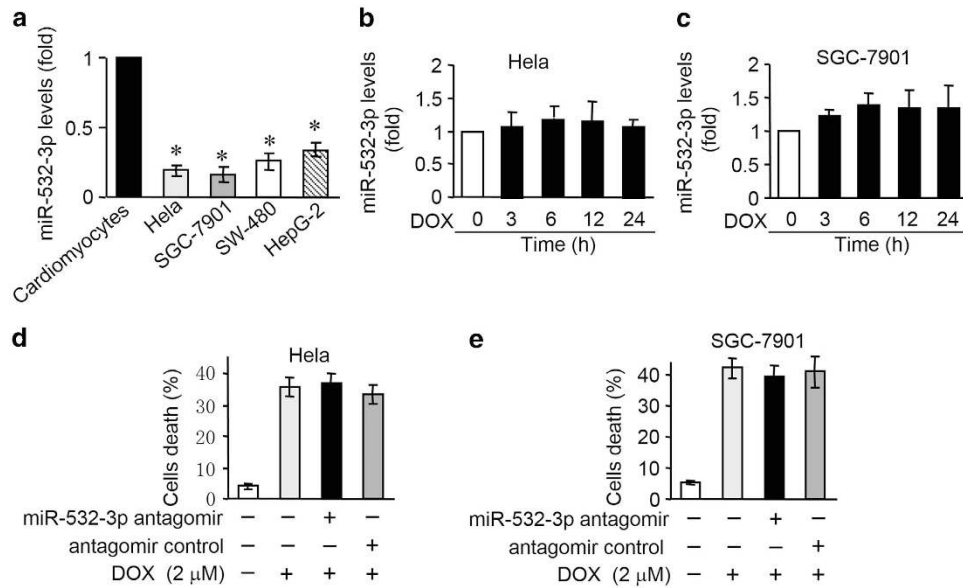 a
miR-532-3p levels (fold)
1
0.5
0
* * * *
Cardiomyocytes
Hela
SGC-7901
SW-480
HepG-2
b
Hela
miR-532-3p levels
(fold)
2
1.5
1
0.5
0
DOX 0 3 6 12 24
Time (h)
c
SGC-7901
miR-532-3p levels
(fold)
2
1.5
1
0.5
0
DOX 0 3 6 12 24
Time (h)
d
Hela
Cells death (%)
40
30
20
10
0
miR-532-3p antagomir – – + –
antagomir control – – – +
DOX (2 μM) – + + +
e
SGC-7901
Cells death (%)
40
30
20
10
0
miR-532-3p antagomir – – + –
antagomir control – – – +
DOX (2 μM) – + + +